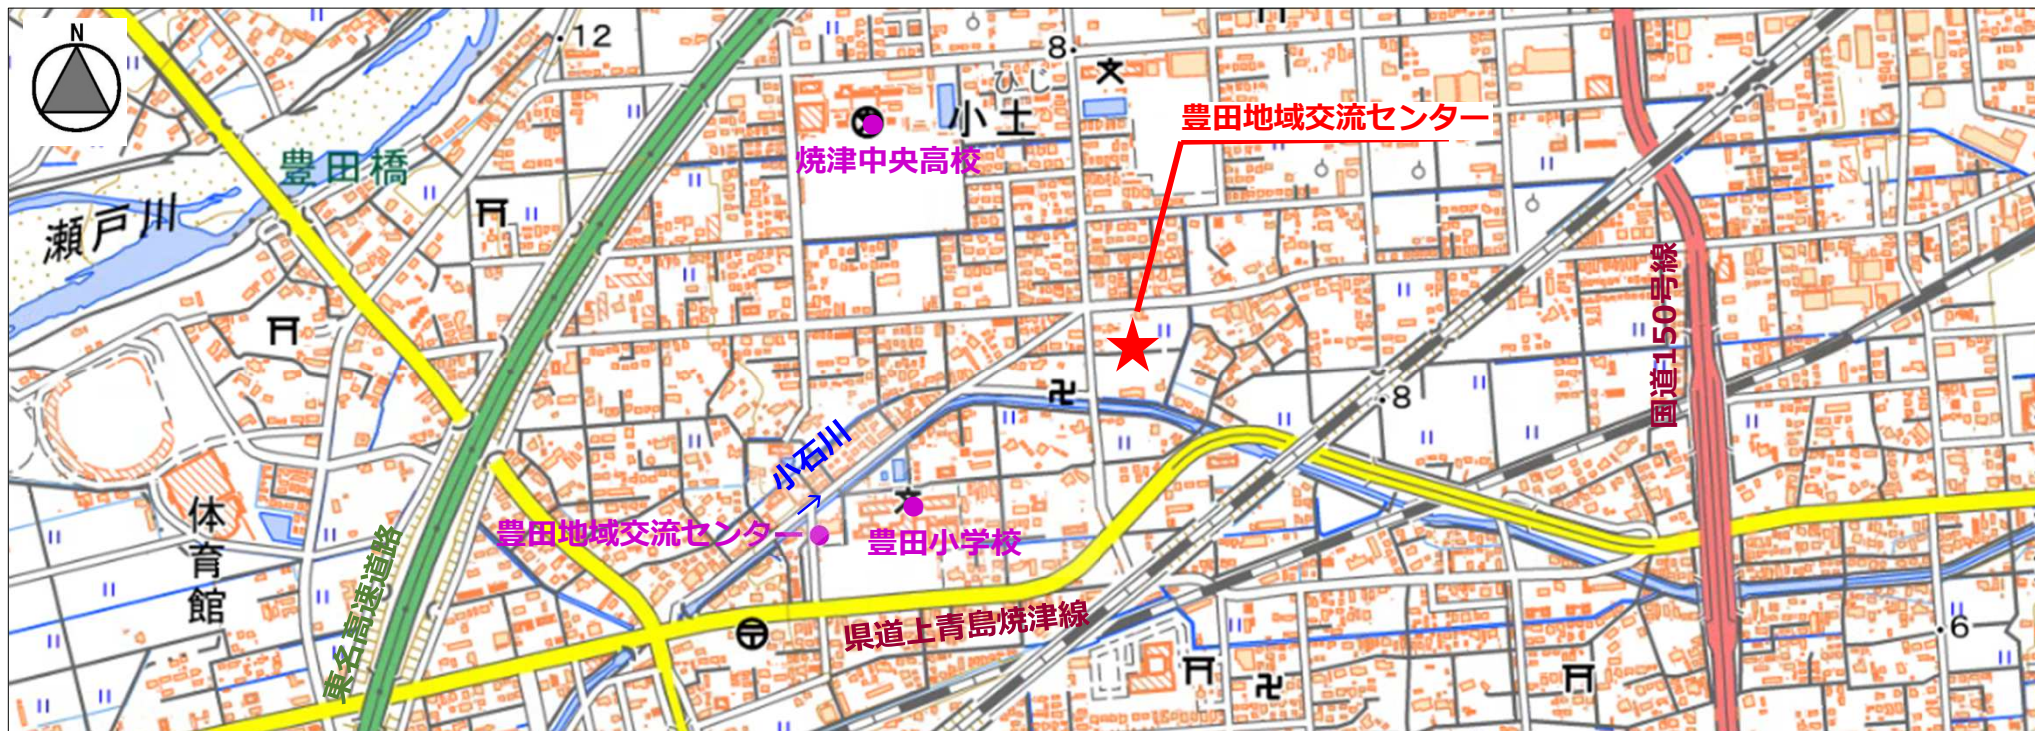 N
12
8
ひじ
小土
豊田地域交流センター
焼津中央高校
豊田橋
瀬戸川
国道150号線
8
小石川
体育館
豊田地域交流センター
豊田小学校
東名高速道路
県道上青島焼津線
6